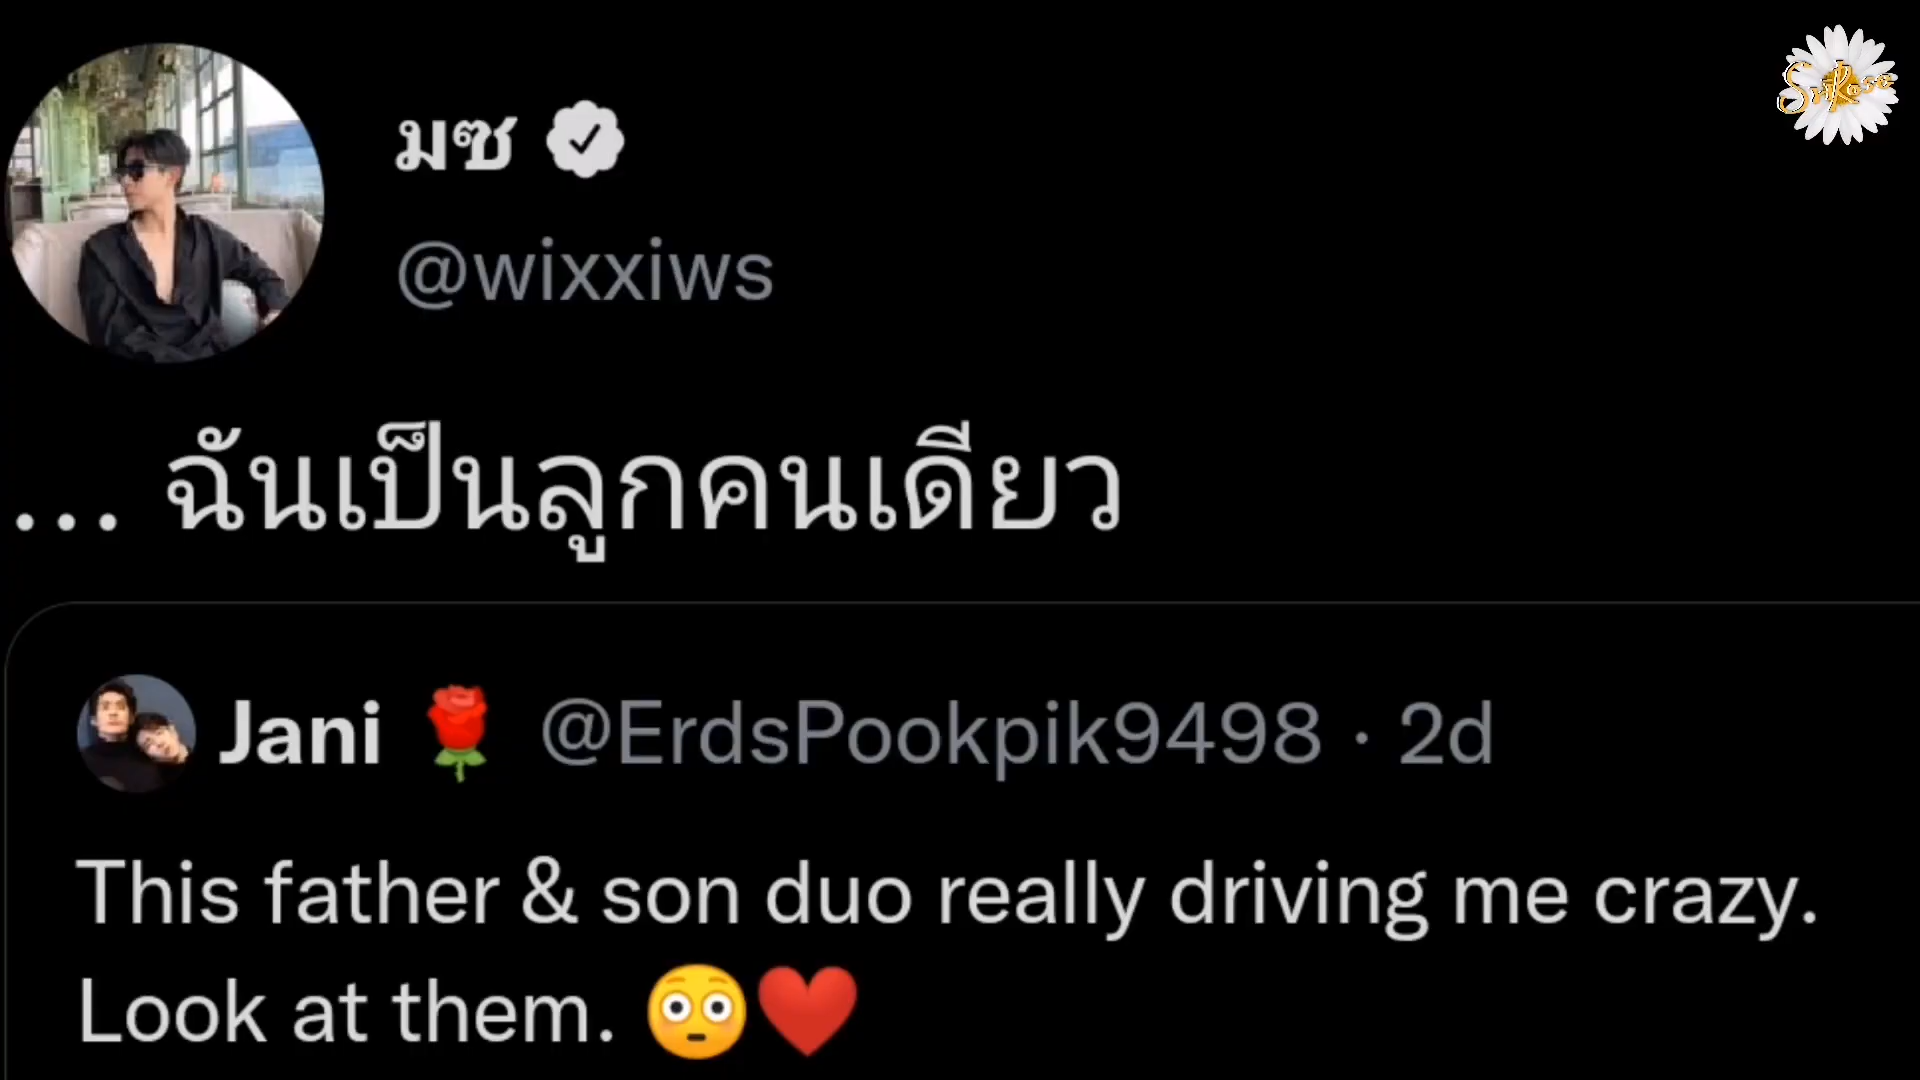 SriRose
มซ
@wixxiws
... ฉันเป็นลูกคนเดียว
Jani 🌹 @ErdsPookpik9498 · 2d
This father & son duo really driving me crazy.
Look at them. 😳❤️